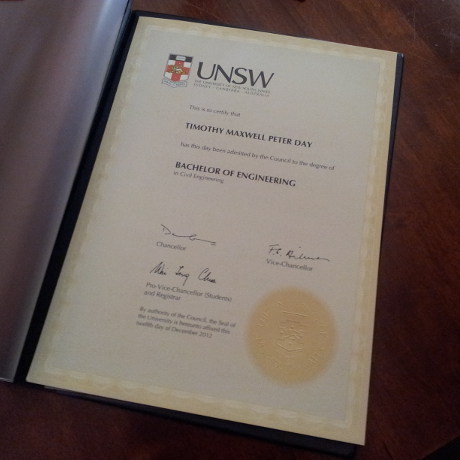 UNSW
THE UNIVERSITY OF NEW SOUTH WALES
SYDNEY • CANBERRA • AUSTRALIA
This is to certify that
TIMOTHY MAXWELL PETER DAY
has this day been admitted by the Council to the degree of
BACHELOR OF ENGINEERING
in Civil Engineering
Chancellor
Vice-Chancellor
Pro-Vice-Chancellor (Students)
and Registrar
By authority of the Council, the Seal of
the University is hereunto affixed this
twelfth day of December 2012